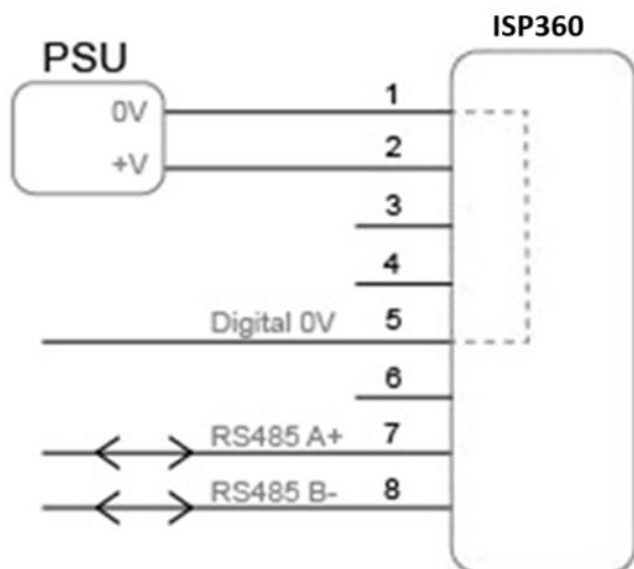 ISP360
PSU
0V
1
+V
2
3
4
Digital 0V
5
6
RS485 A+
7
RS485 B-
8